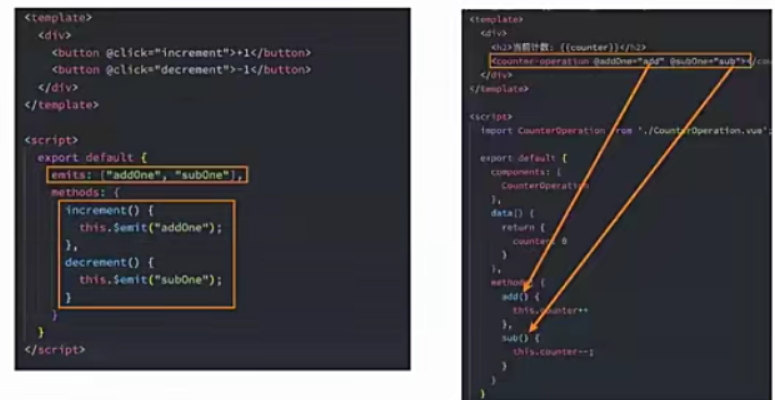 <template>
<div>
<button @click="increment">+1</button>
<button @click="decrement">-1</button>
</div>
</template>
<script>
export default {
emits: ["addOne", "subOne"],
methods: {
increment() {
this.$emit("addOne");
},
decrement() {
this.$emit("subOne");
}
}
}
</script>
<template>
<div>
<h2>当前计数: {{counter}}</h2>
<counter-operation @addOne="add" @subOne="sub"></cou
</div>
</template>
<script>
import CounterOperation from './CounterOperation.vue';
export default {
components: {
CounterOperation
},
data() {
return {
counter: 0
}
},
methods: {
add() {
this.counter++
},
sub() {
this.counter--;
}
}
}